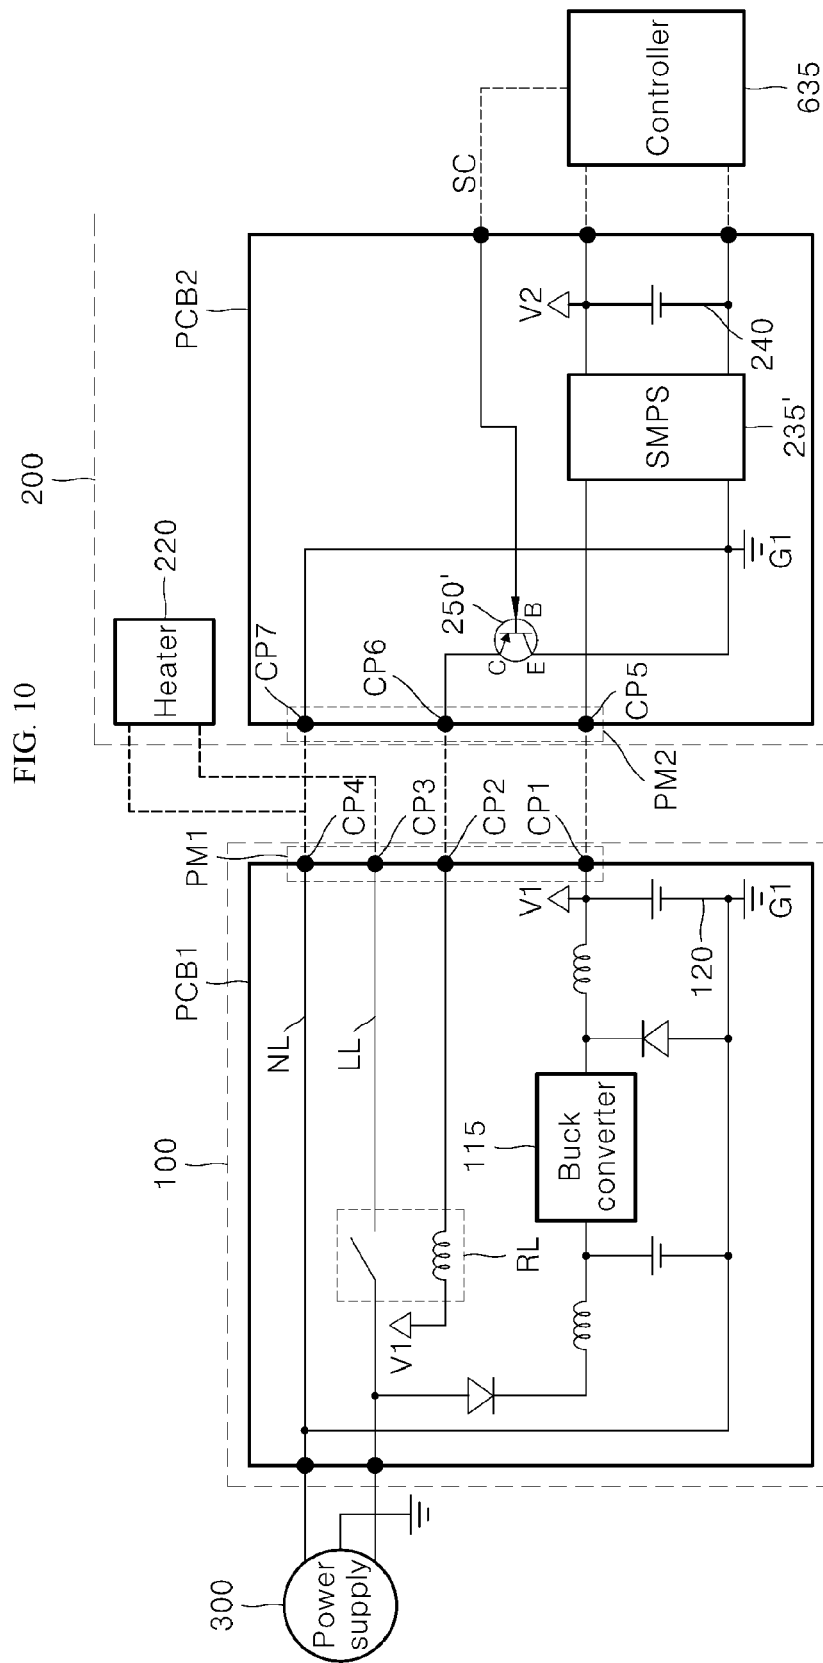 FIG. 10
200
Heater
220
100
PCB1
PM1
CP4
CP3
CP2
CP1
NL
LL
V1
RL
115
Buck
converter
V1
120
G1
300
Power
supply
PCB2
CP7
CP6
CP5
PM2
250'
C
B
E
G1
SMPS
235'
V2
240
SC
Controller
635